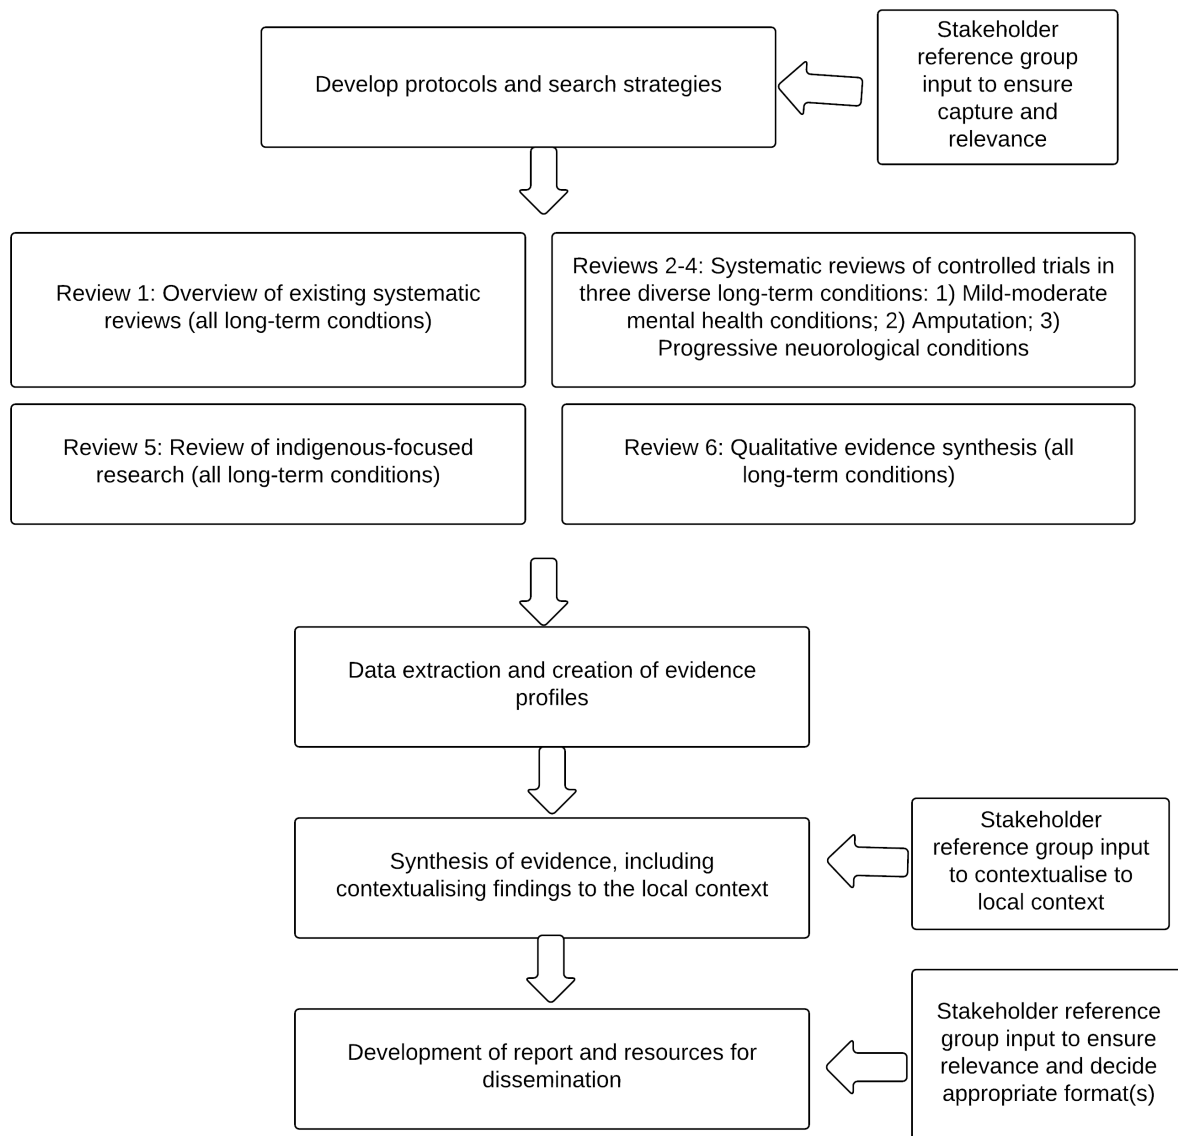 Develop protocols and search strategies
Stakeholder
reference group
input to ensure
capture and
relevance
Review 1: Overview of existing systematic
reviews (all long-term condtions)
Reviews 2-4: Systematic reviews of controlled trials in
three diverse long-term conditions: 1) Mild-moderate
mental health conditions; 2) Amputation; 3)
Progressive neuorological conditions
Review 5: Review of indigenous-focused
research (all long-term conditions)
Review 6: Qualitative evidence synthesis (all
long-term conditions)
Data extraction and creation of evidence
profiles
Synthesis of evidence, including
contextualising findings to the local context
Stakeholder
reference group input
to contextualise to
local context
Development of report and resources for
dissemination
Stakeholder reference
group input to ensure
relevance and decide
appropriate format(s)